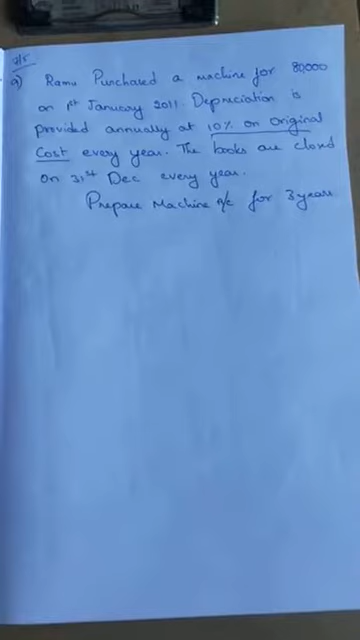 a) Ramu Purchased a machine for 80,000
on 1st January 2011. Depreciation is
provided annually at 10% on Original
Cost every year. The books are closed
On 31st Dec every year.
Prepare Machine a/c for 3 years